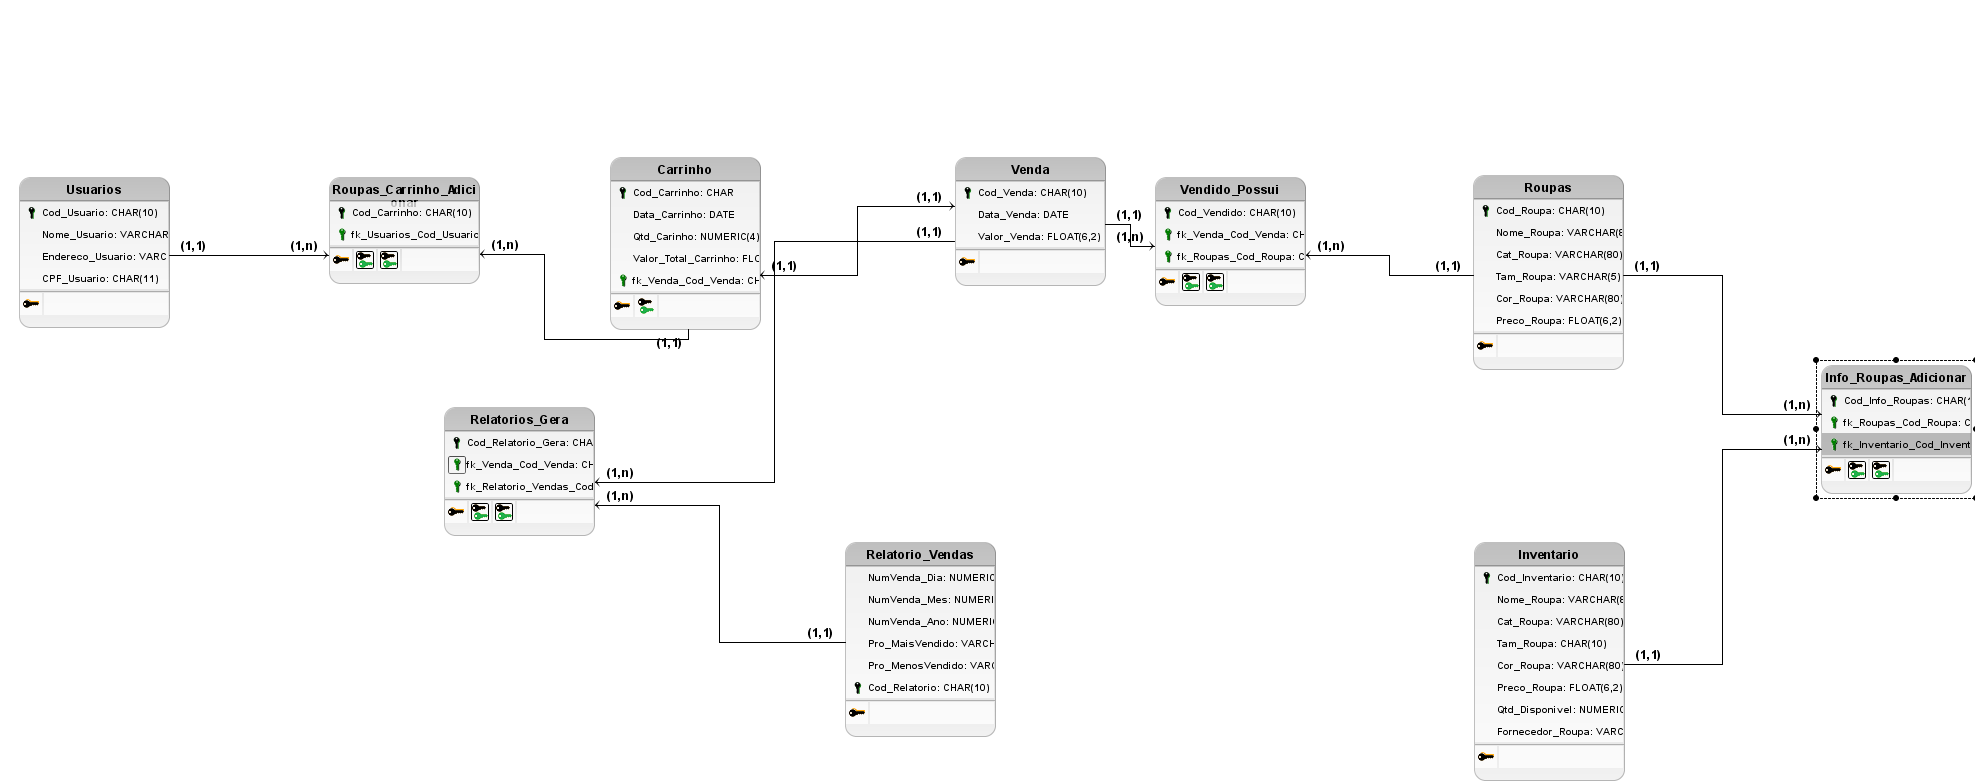 Usuarios
Cod_Usuario: CHAR(10)
Nome_Usuario: VARCHAR
Endereco_Usuario: VARC
CPF_Usuario: CHAR(11)
(1,1)
(1,n)
Roupas_Carrinho_Adici
onar
Cod_Carrinho: CHAR(10)
fk_Usuarios_Cod_Usuario
(1,n)
Carrinho
Cod_Carrinho: CHAR
Data_Carrinho: DATE
Qtd_Carinho: NUMERIC(4)
Valor_Total_Carrinho: FLO
fk_Venda_Cod_Venda: CH
(1,1)
(1,1)
(1,1)
(1,1)
Venda
Cod_Venda: CHAR(10)
Data_Venda: DATE
Valor_Venda: FLOAT(6,2)
(1,1)
(1,n)
Vendido_Possui
Cod_Vendido: CHAR(10)
fk_Venda_Cod_Venda: CH
fk_Roupas_Cod_Roupa: C
(1,n)
(1,1)
Roupas
Cod_Roupa: CHAR(10)
Nome_Roupa: VARCHAR(8
Cat_Roupa: VARCHAR(80)
Tam_Roupa: VARCHAR(5)
Cor_Roupa: VARCHAR(80)
Preco_Roupa: FLOAT(6,2)
(1,1)
(1,n)
(1,n)
Info_Roupas_Adicionar
Cod_Info_Roupas: CHAR(
fk_Roupas_Cod_Roupa: C
fk_Inventario_Cod_Invent
Relatorios_Gera
Cod_Relatorio_Gera: CHA
fk_Venda_Cod_Venda: CH
fk_Relatorio_Vendas_Cod
(1,n)
(1,n)
(1,1)
Relatorio_Vendas
NumVenda_Dia: NUMERIC
NumVenda_Mes: NUMERI
NumVenda_Ano: NUMERI
Pro_MaisVendido: VARCH
Pro_MenosVendido: VARC
Cod_Relatorio: CHAR(10)
Inventario
Cod_Inventario: CHAR(10)
Nome_Roupa: VARCHAR(8
Cat_Roupa: VARCHAR(80)
Tam_Roupa: CHAR(10)
Cor_Roupa: VARCHAR(80)
Preco_Roupa: FLOAT(6,2)
Qtd_Disponivel: NUMERIC
Fornecedor_Roupa: VARC
(1,1)